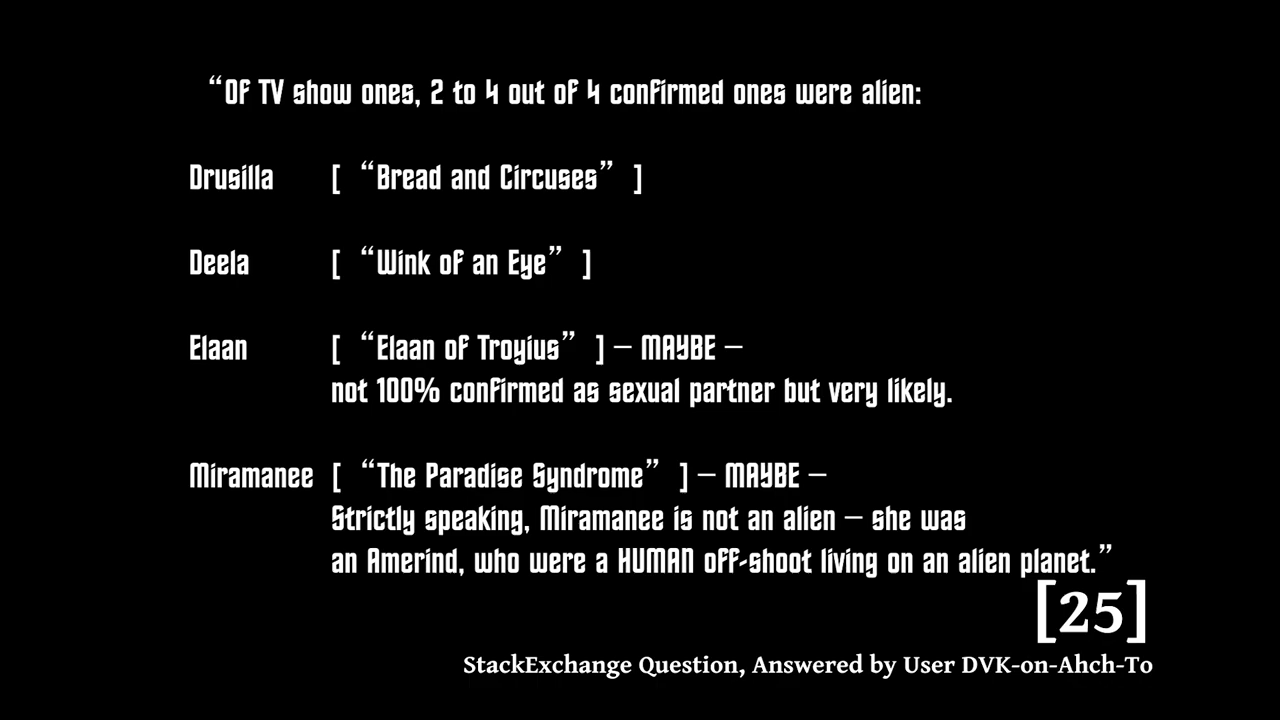 “Of TV show ones, 2 to 4 out of 4 confirmed ones were alien:
Drusilla [ “Bread and Circuses” ]
Deela [ “Wink of an Eye” ]
Elaan [ “Elaan of Troyius” ] – MAYBE –
not 100% confirmed as sexual partner but very likely.
Miramanee [ “The Paradise Syndrome” ] – MAYBE –
Strictly speaking, Miramanee is not an alien – she was
an Amerind, who were a HUMAN off-shoot living on an alien planet.”
[25]
StackExchange Question, Answered by User DVK-on-Ahch-To